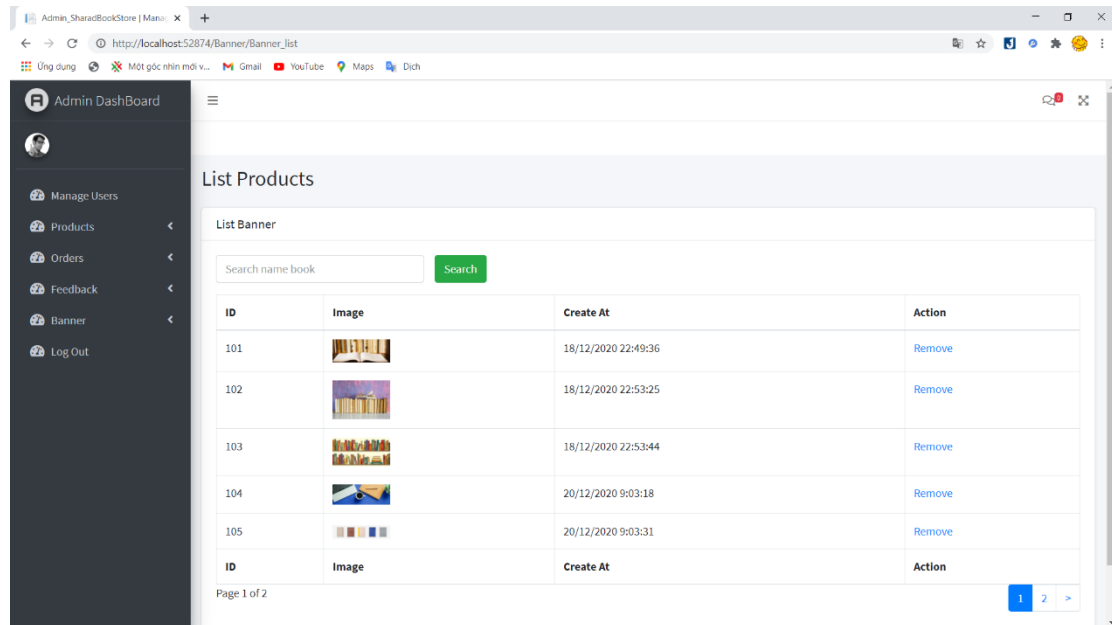 Admin_SharadBookStore | Mana
http://localhost:52874/Banner/Banner_list
Ứng dụng Một góc nhìn mới v... Gmail YouTube Maps Dịch
Admin DashBoard
0
Manage Users
Products
Orders
Feedback
Banner
Log Out
List Products
List Banner
Search name book Search
ID Image Create At Action
101 18/12/2020 22:49:36 Remove
102 18/12/2020 22:53:25 Remove
103 18/12/2020 22:53:44 Remove
104 20/12/2020 9:03:18 Remove
105 20/12/2020 9:03:31 Remove
ID Image Create At Action
Page 1 of 2 1 2 >